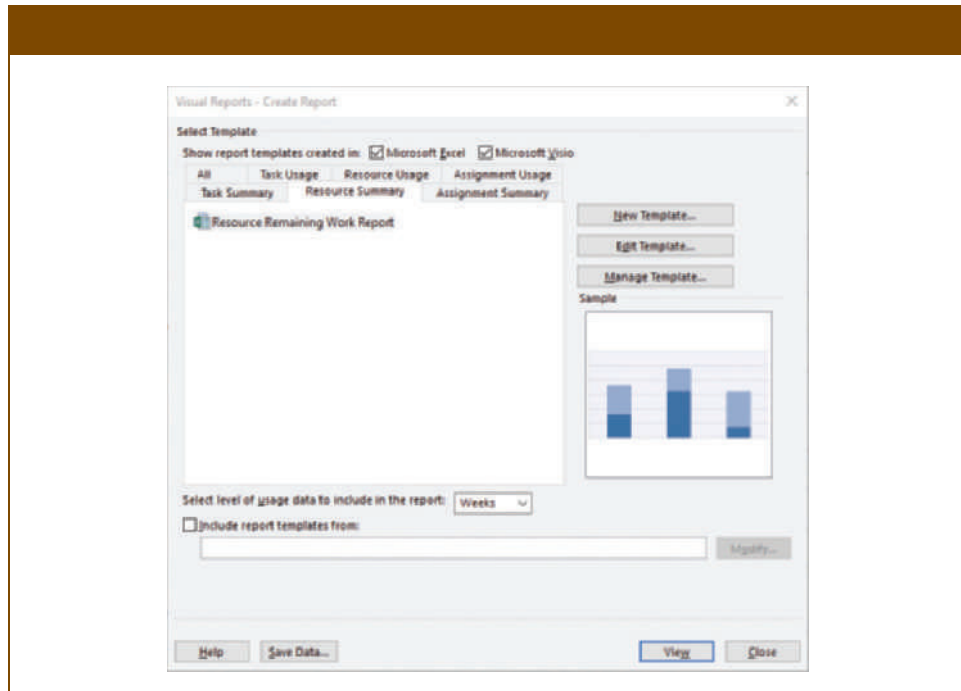 Visual Reports - Create Report
Select Template
Show report templates created in: Microsoft Excel Microsoft Visio
All Task Usage Resource Usage Assignment Usage
Task Summary Resource Summary Assignment Summary
Resource Remaining Work Report
New Template...
Edit Template...
Manage Template...
Sample
Select level of usage data to include in the report: Weeks
Include report templates from:
Modify...
Help Save Data... View Close